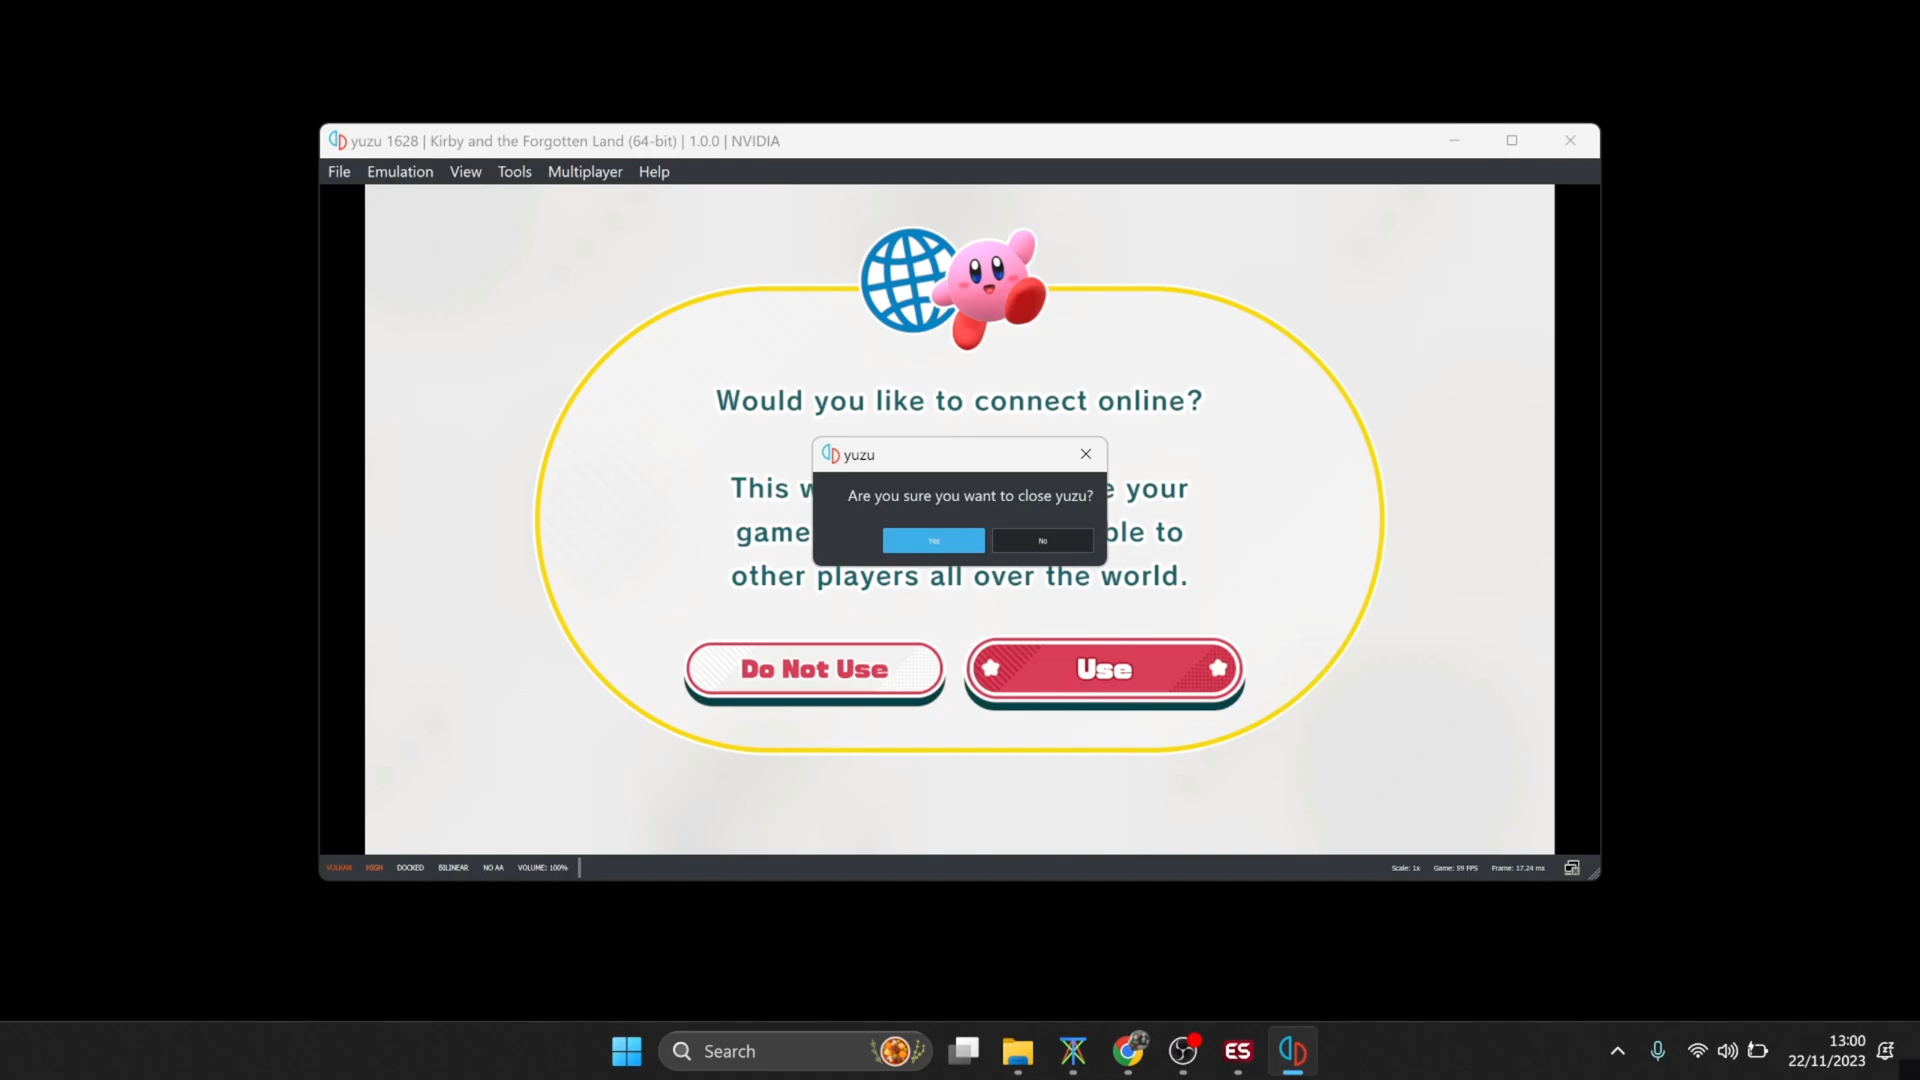 yuzu 1628 | Kirby and the Forgotten Land (64-bit) | 1.0.0 | NVIDIA
File Emulation View Tools Multiplayer Help
Would you like to connect online?
yuzu
Are you sure you want to close yuzu?
Yes No
This e your
game ble to
other players all over the world.
Do Not Use Use
VULKAN HIGH DOCKED BILINEAR NO AA VOLUME: 100% Scale: 1x Game: 59 FPS Frame: 17.24 ms
Search ES
13:00
22/11/2023